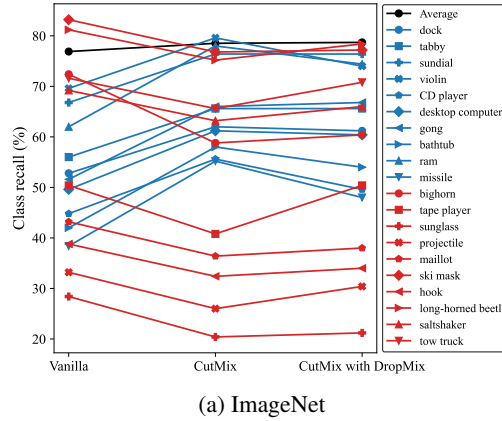 80
70
60
50
40
30
20
Class recall (%)
Vanilla
CutMix
CutMix with DropMix
Average
dock
tabby
sundial
violin
CD player
desktop computer
gong
bathtub
ram
missile
bighorn
tape player
sunglass
projectile
maillot
ski mask
hook
long-horned beetl
saltshaker
tow truck
(a) ImageNet